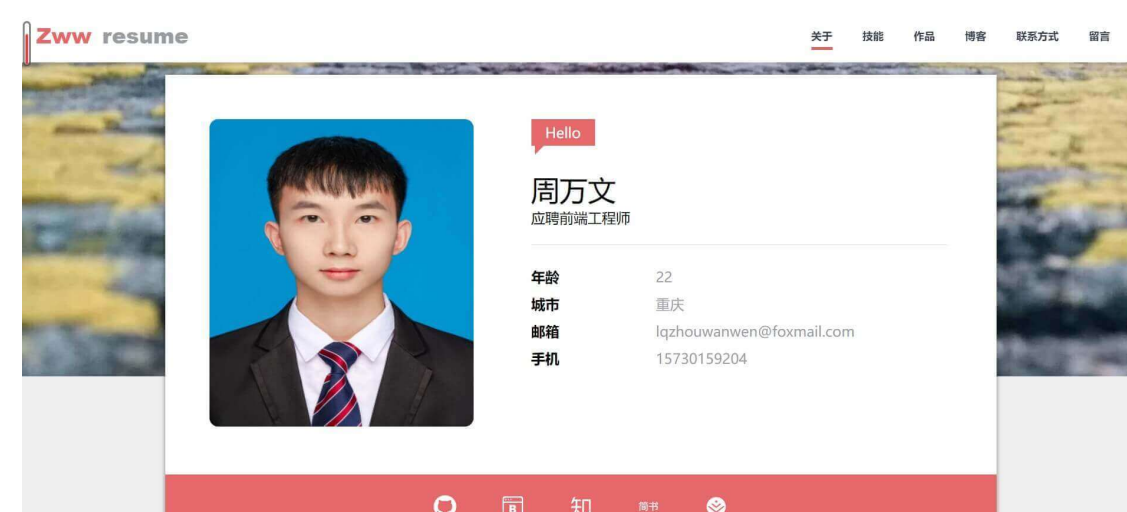 Zww resume
关于 技能 作品 博客 联系方式 留言
Hello
周万文
应聘前端工程师
年龄 22
城市 重庆
邮箱 lqzhouwanwen@foxmail.com
手机 15730159204
B 知 简书